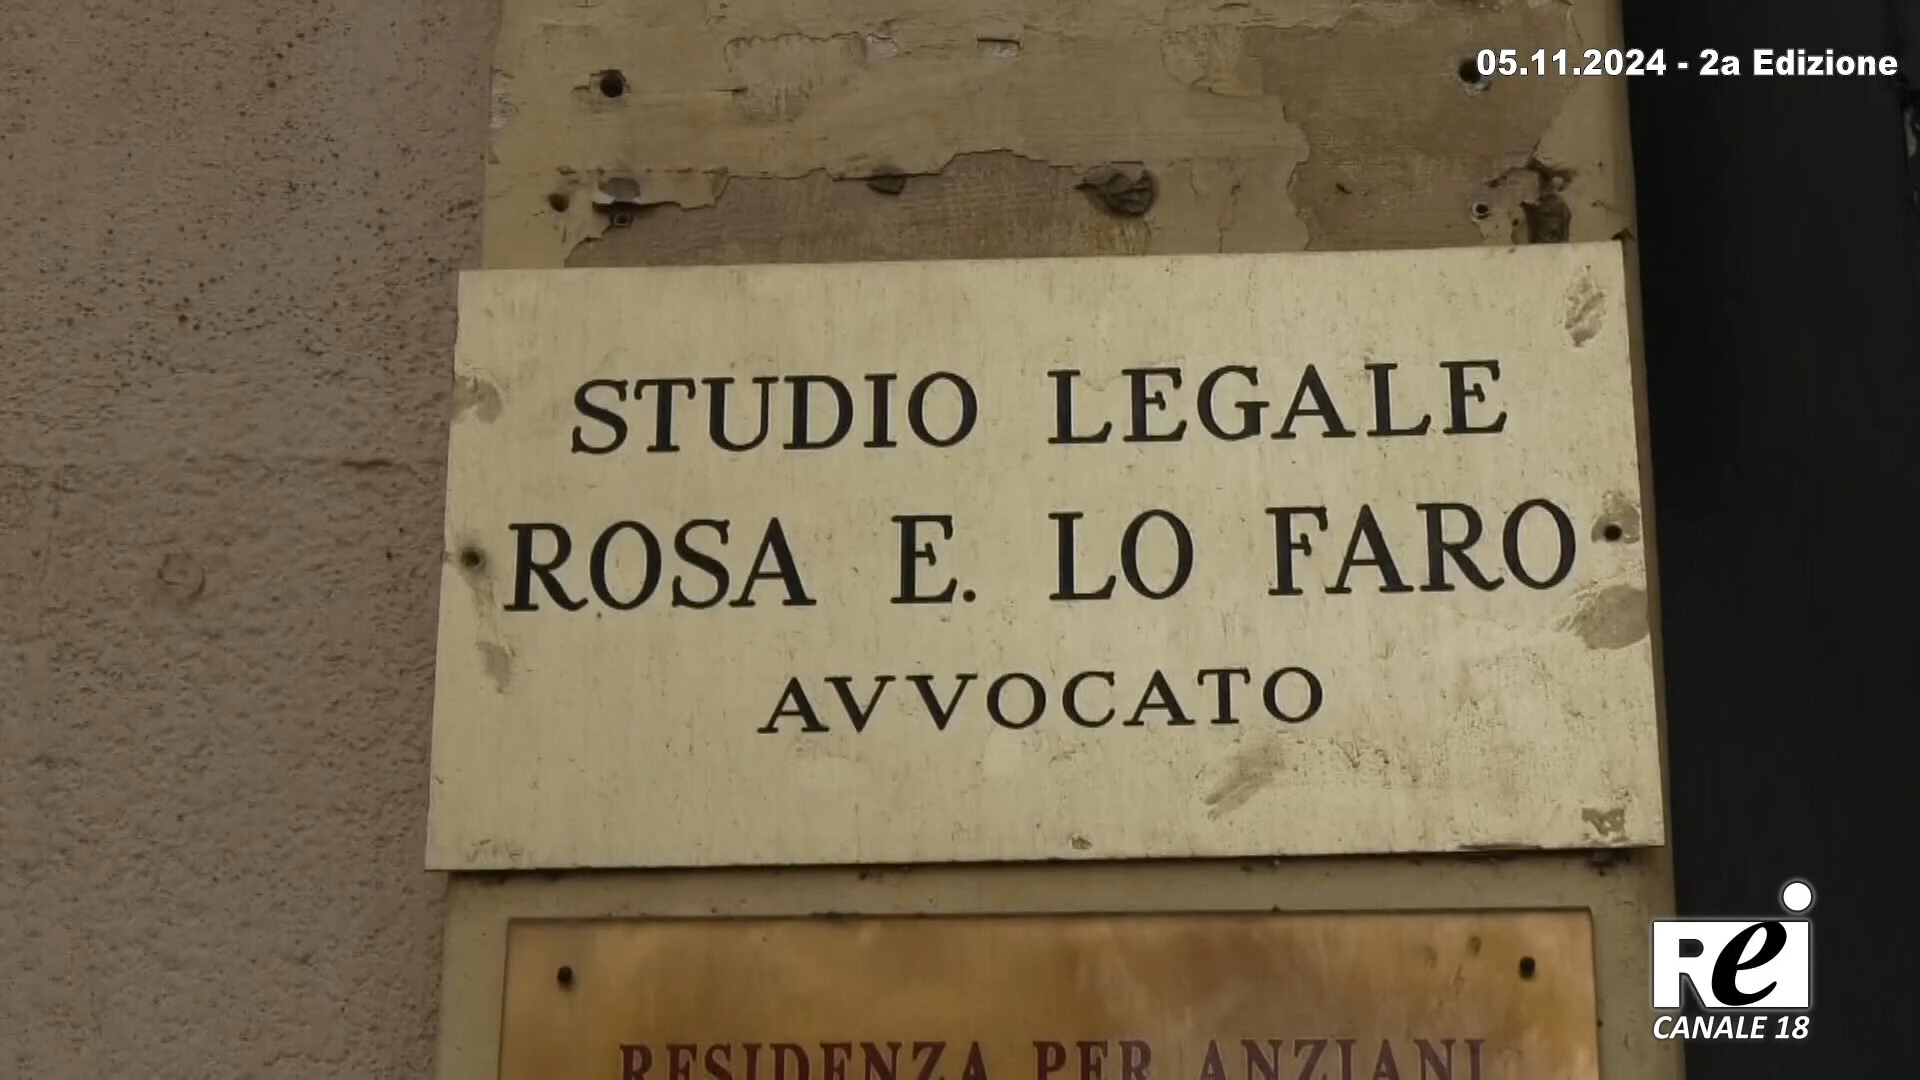 05.11.2024 - 2a Edizione
STUDIO LEGALE
ROSA E. LO FARO
AVVOCATO
RESIDENZA PER ANZIANI
Rei
CANALE 18